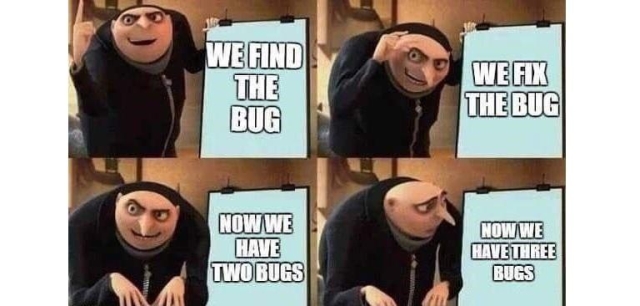 WE FIND
THE
BUG
WE FIX
THE BUG
NOW WE
HAVE
TWO BUGS
NOW WE
HAVE THREE
BUGS